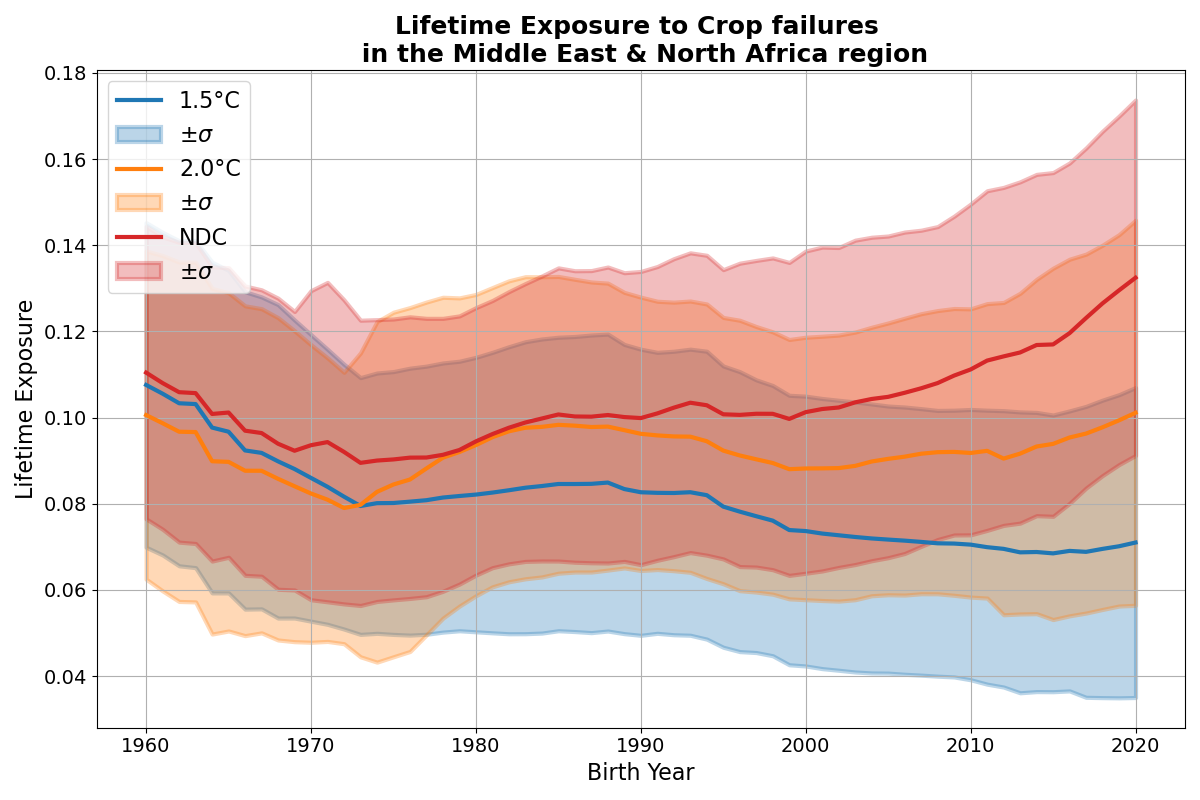 Lifetime Exposure to Crop failures
in the Middle East & North Africa region
0.18
0.16
0.14
0.12
0.10
0.08
0.06
0.04
Lifetime Exposure
1.5°C
±σ
2.0°C
±σ
NDC
±σ
1960 1970 1980 1990 2000 2010 2020
Birth Year